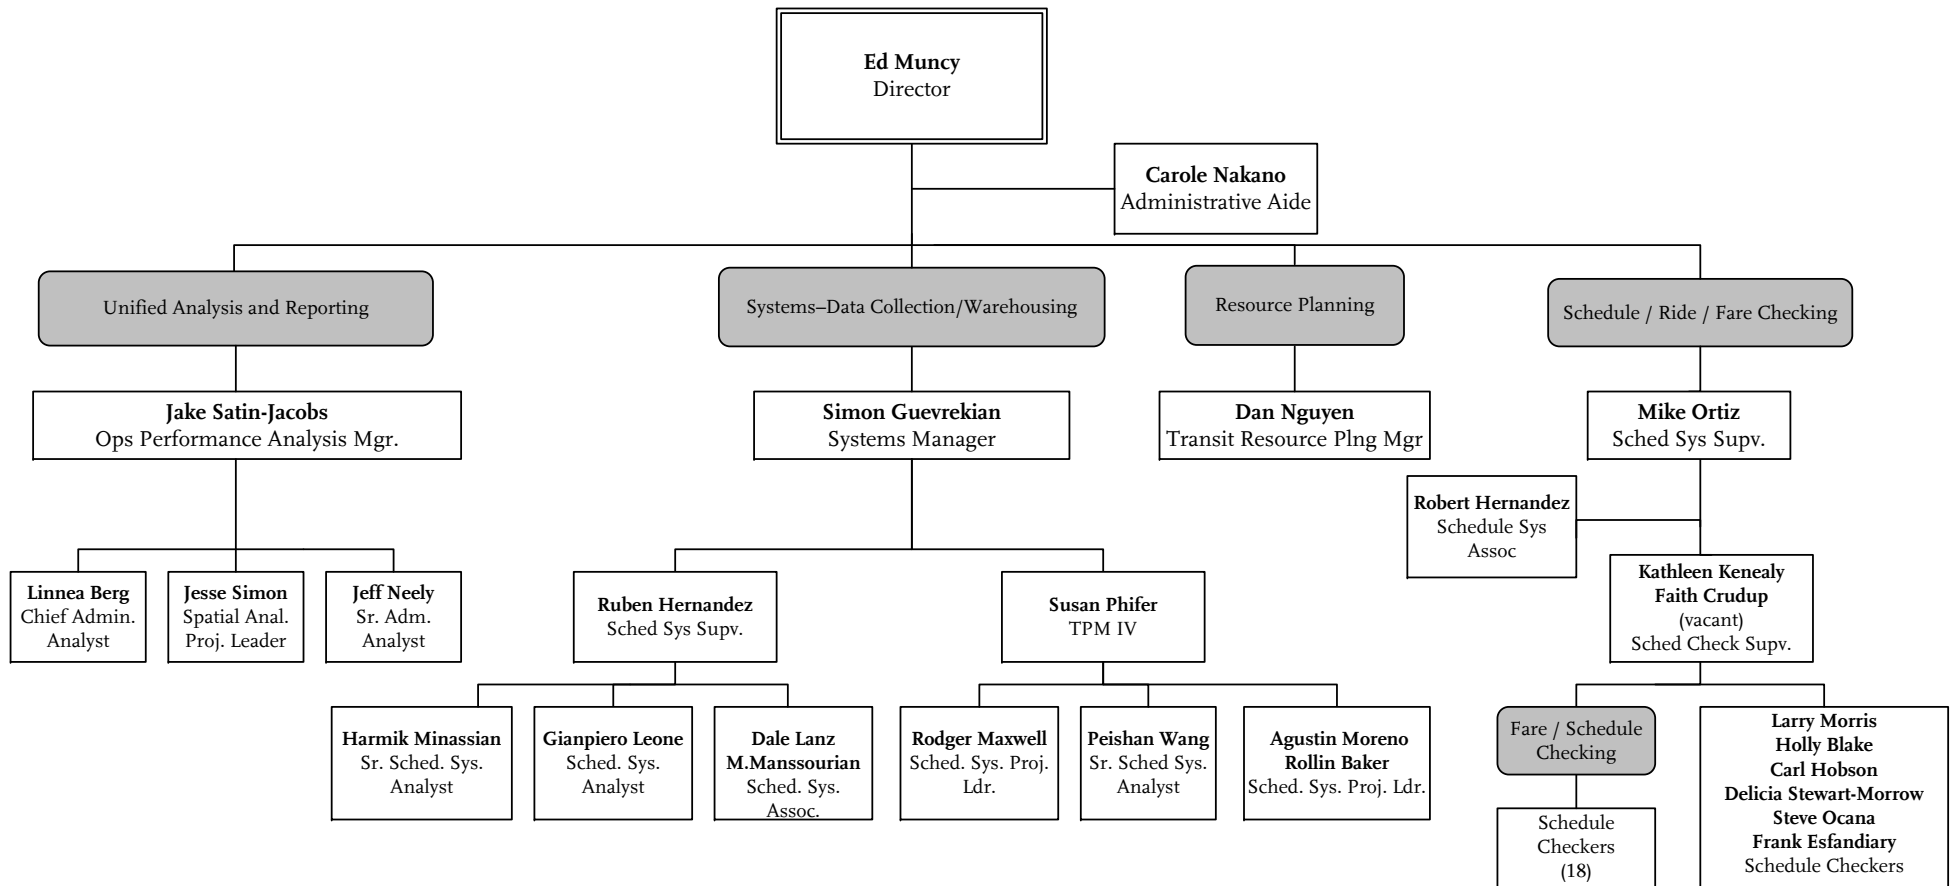 Ed Muncy
Director
Carole Nakano
Administrative Aide
Unified Analysis and Reporting
Systems–Data Collection/Warehousing
Resource Planning
Schedule / Ride / Fare Checking
Jake Satin-Jacobs
Ops Performance Analysis Mgr.
Simon Guevrekian
Systems Manager
Dan Nguyen
Transit Resource Plng Mgr
Mike Ortiz
Sched Sys Supv.
Robert Hernandez
Schedule Sys
Assoc
Linnea Berg
Chief Admin.
Analyst
Jesse Simon
Spatial Anal.
Proj. Leader
Jeff Neely
Sr. Adm.
Analyst
Ruben Hernandez
Sched Sys Supv.
Susan Phifer
TPM IV
Kathleen Kenealy
Faith Crudup
(vacant)
Sched Check Supv.
Harmik Minassian
Sr. Sched. Sys.
Analyst
Gianpiero Leone
Sched. Sys.
Analyst
Dale Lanz
M.Manssourian
Sched. Sys.
Assoc.
Rodger Maxwell
Sched. Sys. Proj.
Ldr.
Peishan Wang
Sr. Sched Sys.
Analyst
Agustin Moreno
Rollin Baker
Sched. Sys. Proj. Ldr.
Fare / Schedule
Checking
Schedule
Checkers
(18)
Larry Morris
Holly Blake
Carl Hobson
Delicia Stewart-Morrow
Steve Ocana
Frank Esfandiary
Schedule Checkers